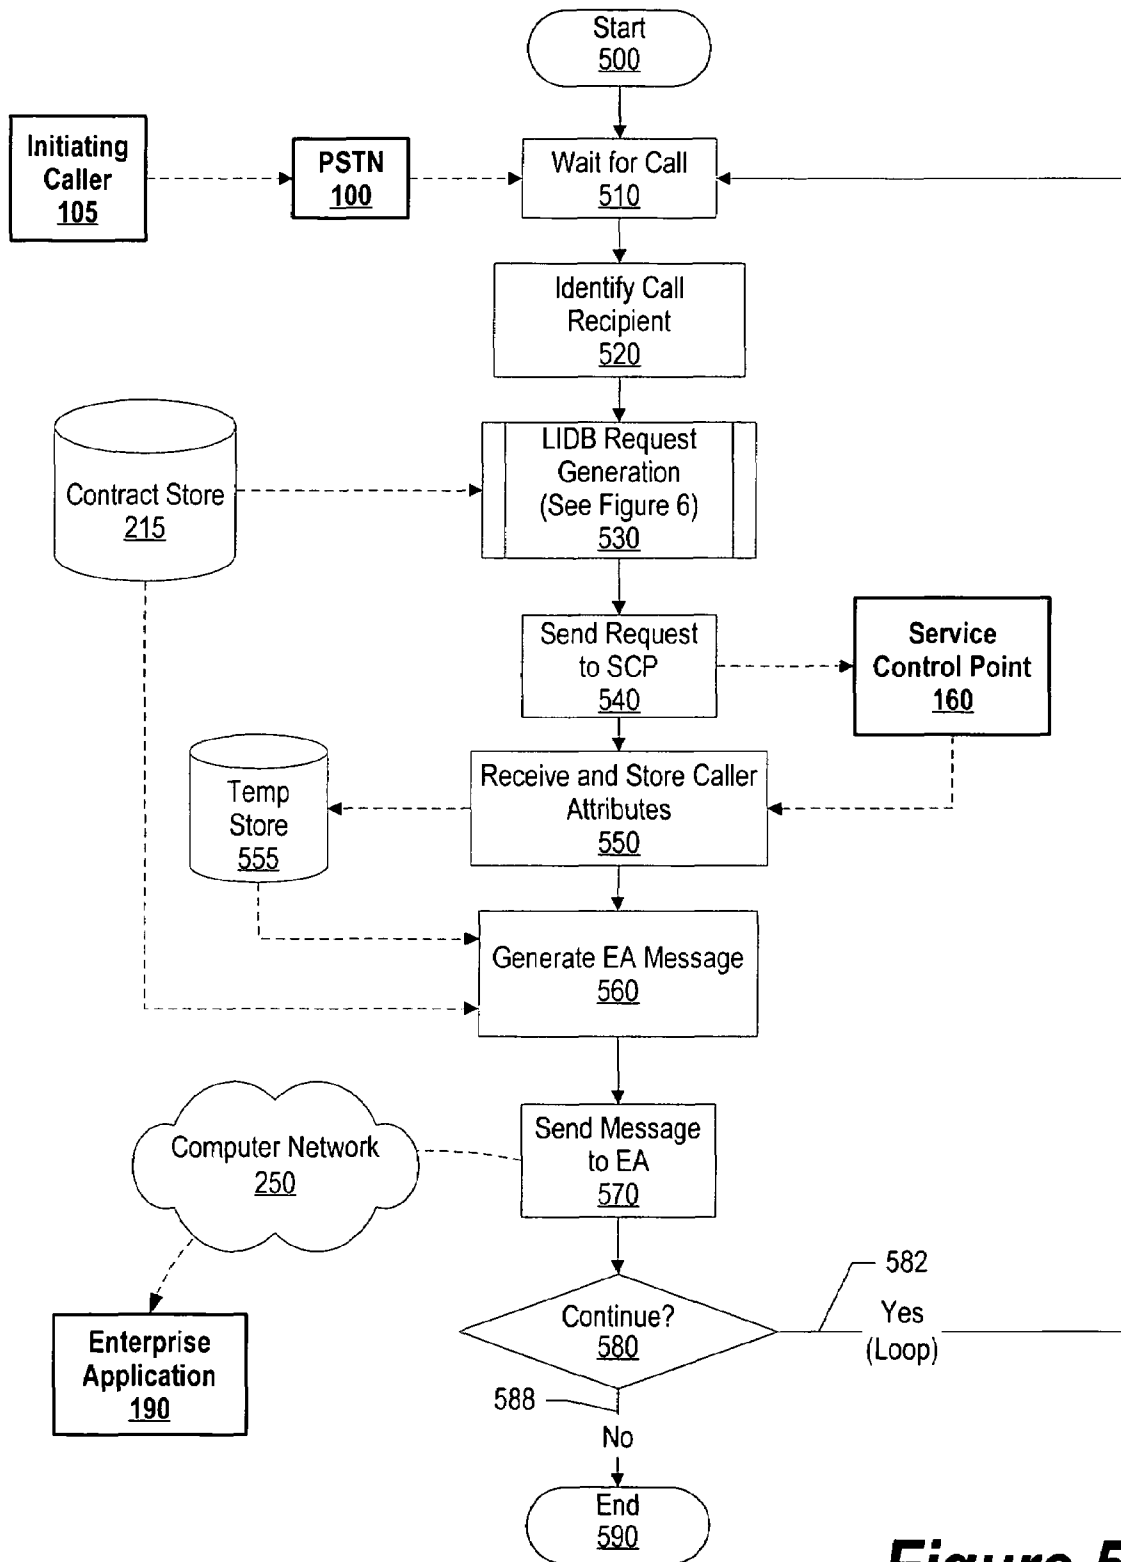 Start
500
Initiating
Caller
105
PSTN
100
Wait for Call
510
Identify Call
Recipient
520
Contract Store
215
LIDB Request
Generation
(See Figure 6)
530
Send Request
to SCP
540
Service
Control Point
160
Temp
Store
555
Receive and Store Caller
Attributes
550
Generate EA Message
560
Computer Network
250
Send Message
to EA
570
582
Continue?
580
Yes
(Loop)
Enterprise
Application
190
588
No
End
590
Figure 5